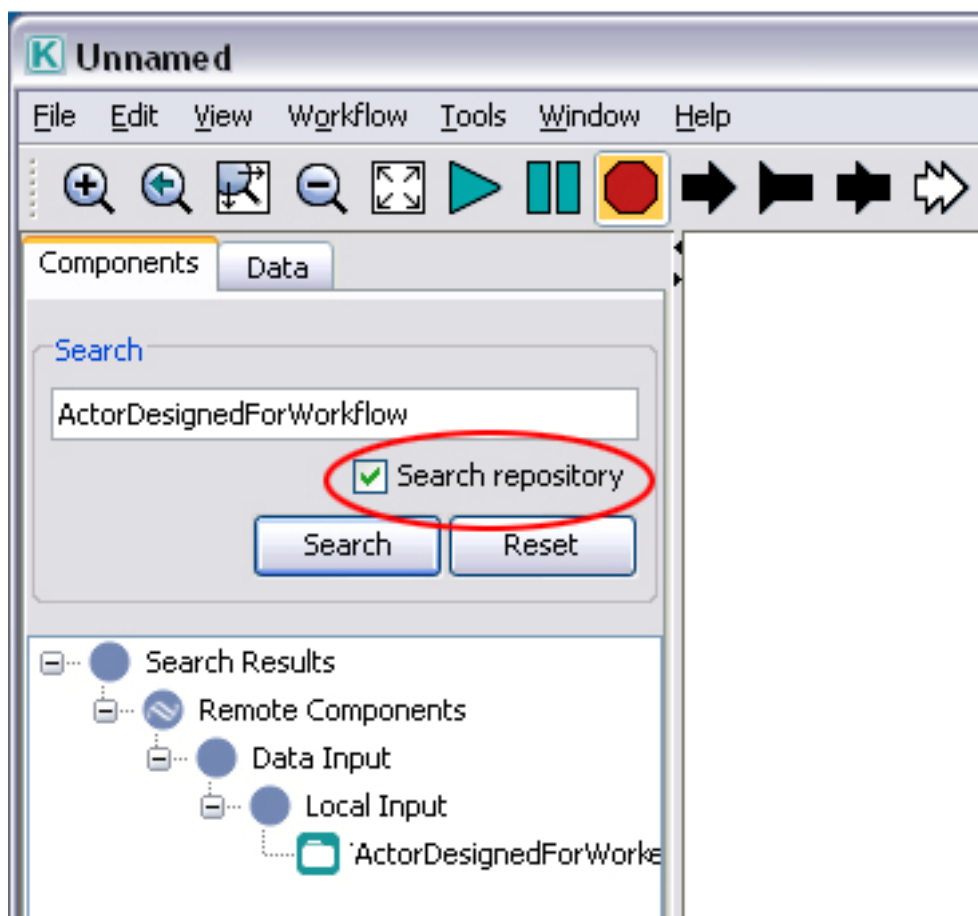 K Unnamed
File Edit View Workflow Tools Window Help
Components Data
Search
ActorDesignedForWorkflow
Search repository
Search Reset
Search Results
Remote Components
Data Input
Local Input
'ActorDesignedForWorke